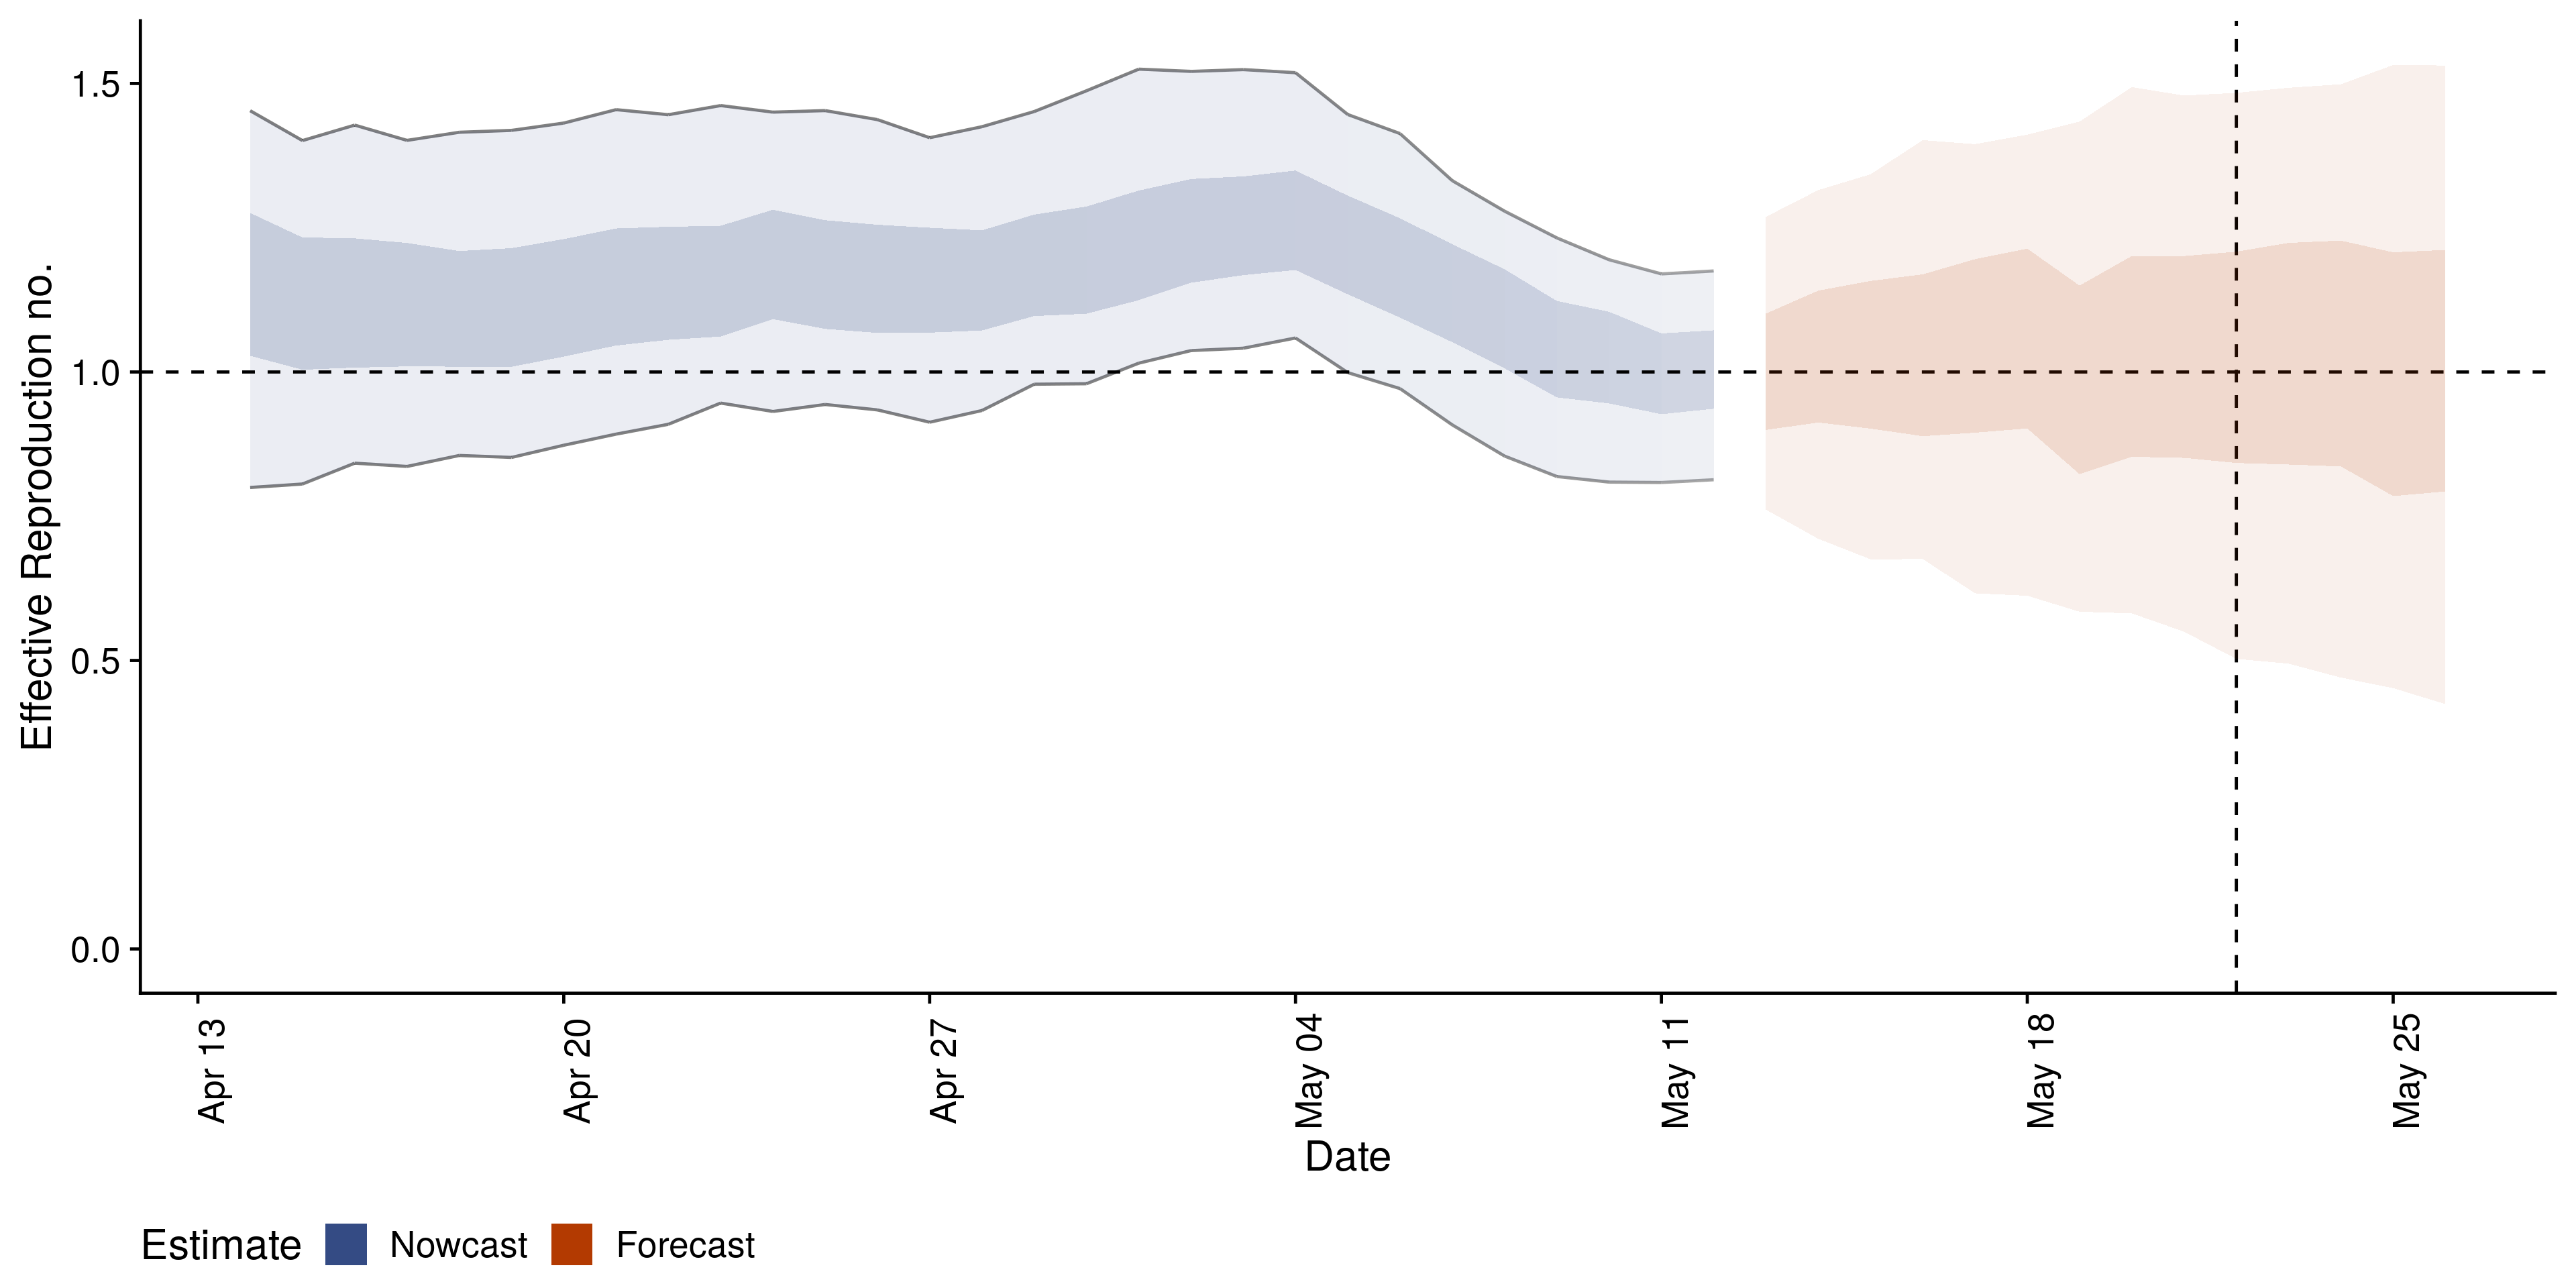 Effective Reproduction no.
1.5
1.0
0.5
0.0
Apr 13
Apr 20
Apr 27
May 04
May 11
May 18
May 25
Date
Estimate Nowcast Forecast